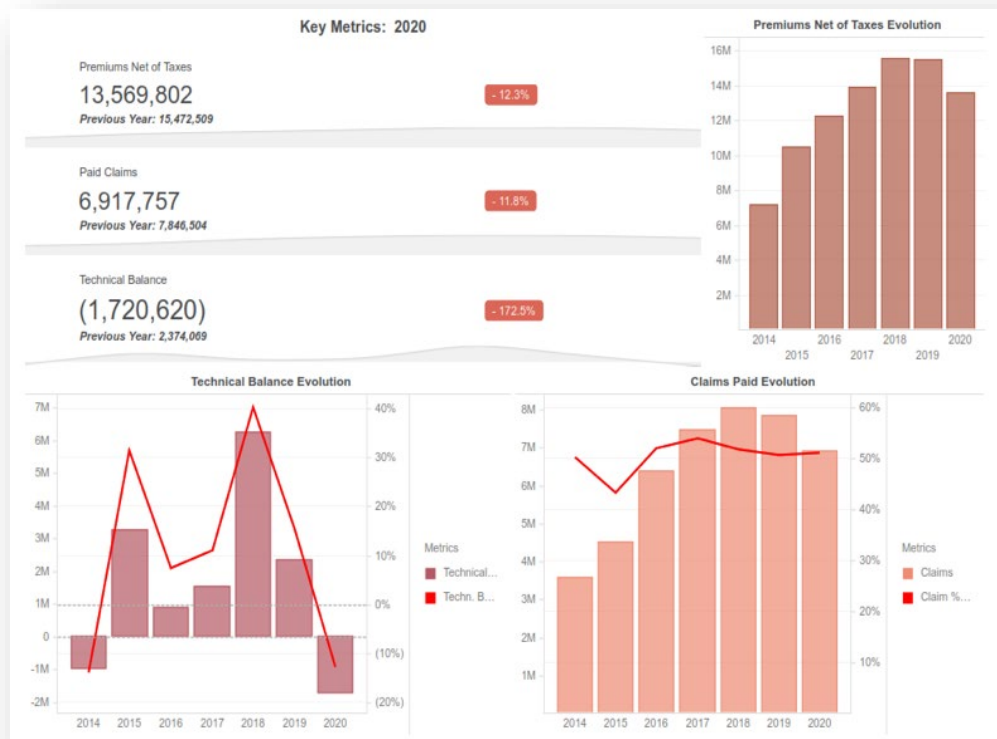 Key Metrics: 2020
Premiums Net of Taxes
13,569,802
- 12.3%
Previous Year: 15,472,509
Paid Claims
6,917,757
- 11.8%
Previous Year: 7,846,504
Technical Balance
(1,720,620)
- 172.5%
Previous Year: 2,374,069
Premiums Net of Taxes Evolution
16M
14M
12M
10M
8M
6M
4M
2M
2014 2016 2018 2020
2015 2017 2019
Technical Balance Evolution
7M 40%
6M
5M 30%
4M 20%
3M
2M 10%
1M 0%
0
-1M (10%)
-2M (20%)
2014 2015 2016 2017 2018 2019 2020
Metrics
Technical...
Techn. B...
Claims Paid Evolution
8M 60%
7M 50%
6M
5M 40%
4M 30%
3M
2M 20%
1M 10%
2014 2015 2016 2017 2018 2019 2020
Metrics
Claims
Claim %...